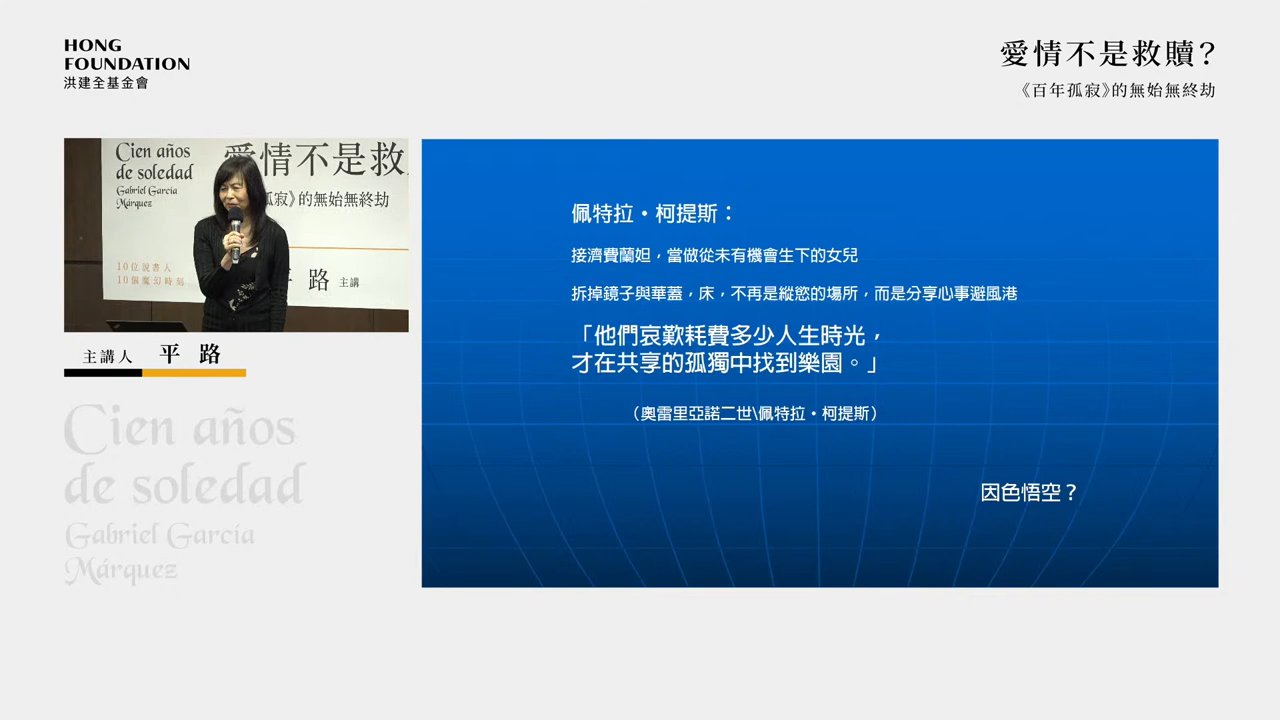 HONG
FOUNDATION
洪建全基金會
愛情不是救贖?
《百年孤寂》的無始無終劫
Cien años
de soledad
Gabriel García
Márquez
愛情不是救
孤寂》的無始無終劫
10位說書人
10個魔幻時刻
路 主講
主講人 平 路
Cien años
de soledad
Gabriel García
Márquez
佩特拉·柯提斯:
接濟費蘭妲,當做從未有機會生下的女兒
拆掉鏡子與華蓋,床,不再是縱慾的場所,而是分享心事避風港
「他們哀歎耗費多少人生時光,
才在共享的孤獨中找到樂園。」
(奧雷里亞諾二世\佩特拉·柯提斯)
因色悟空?